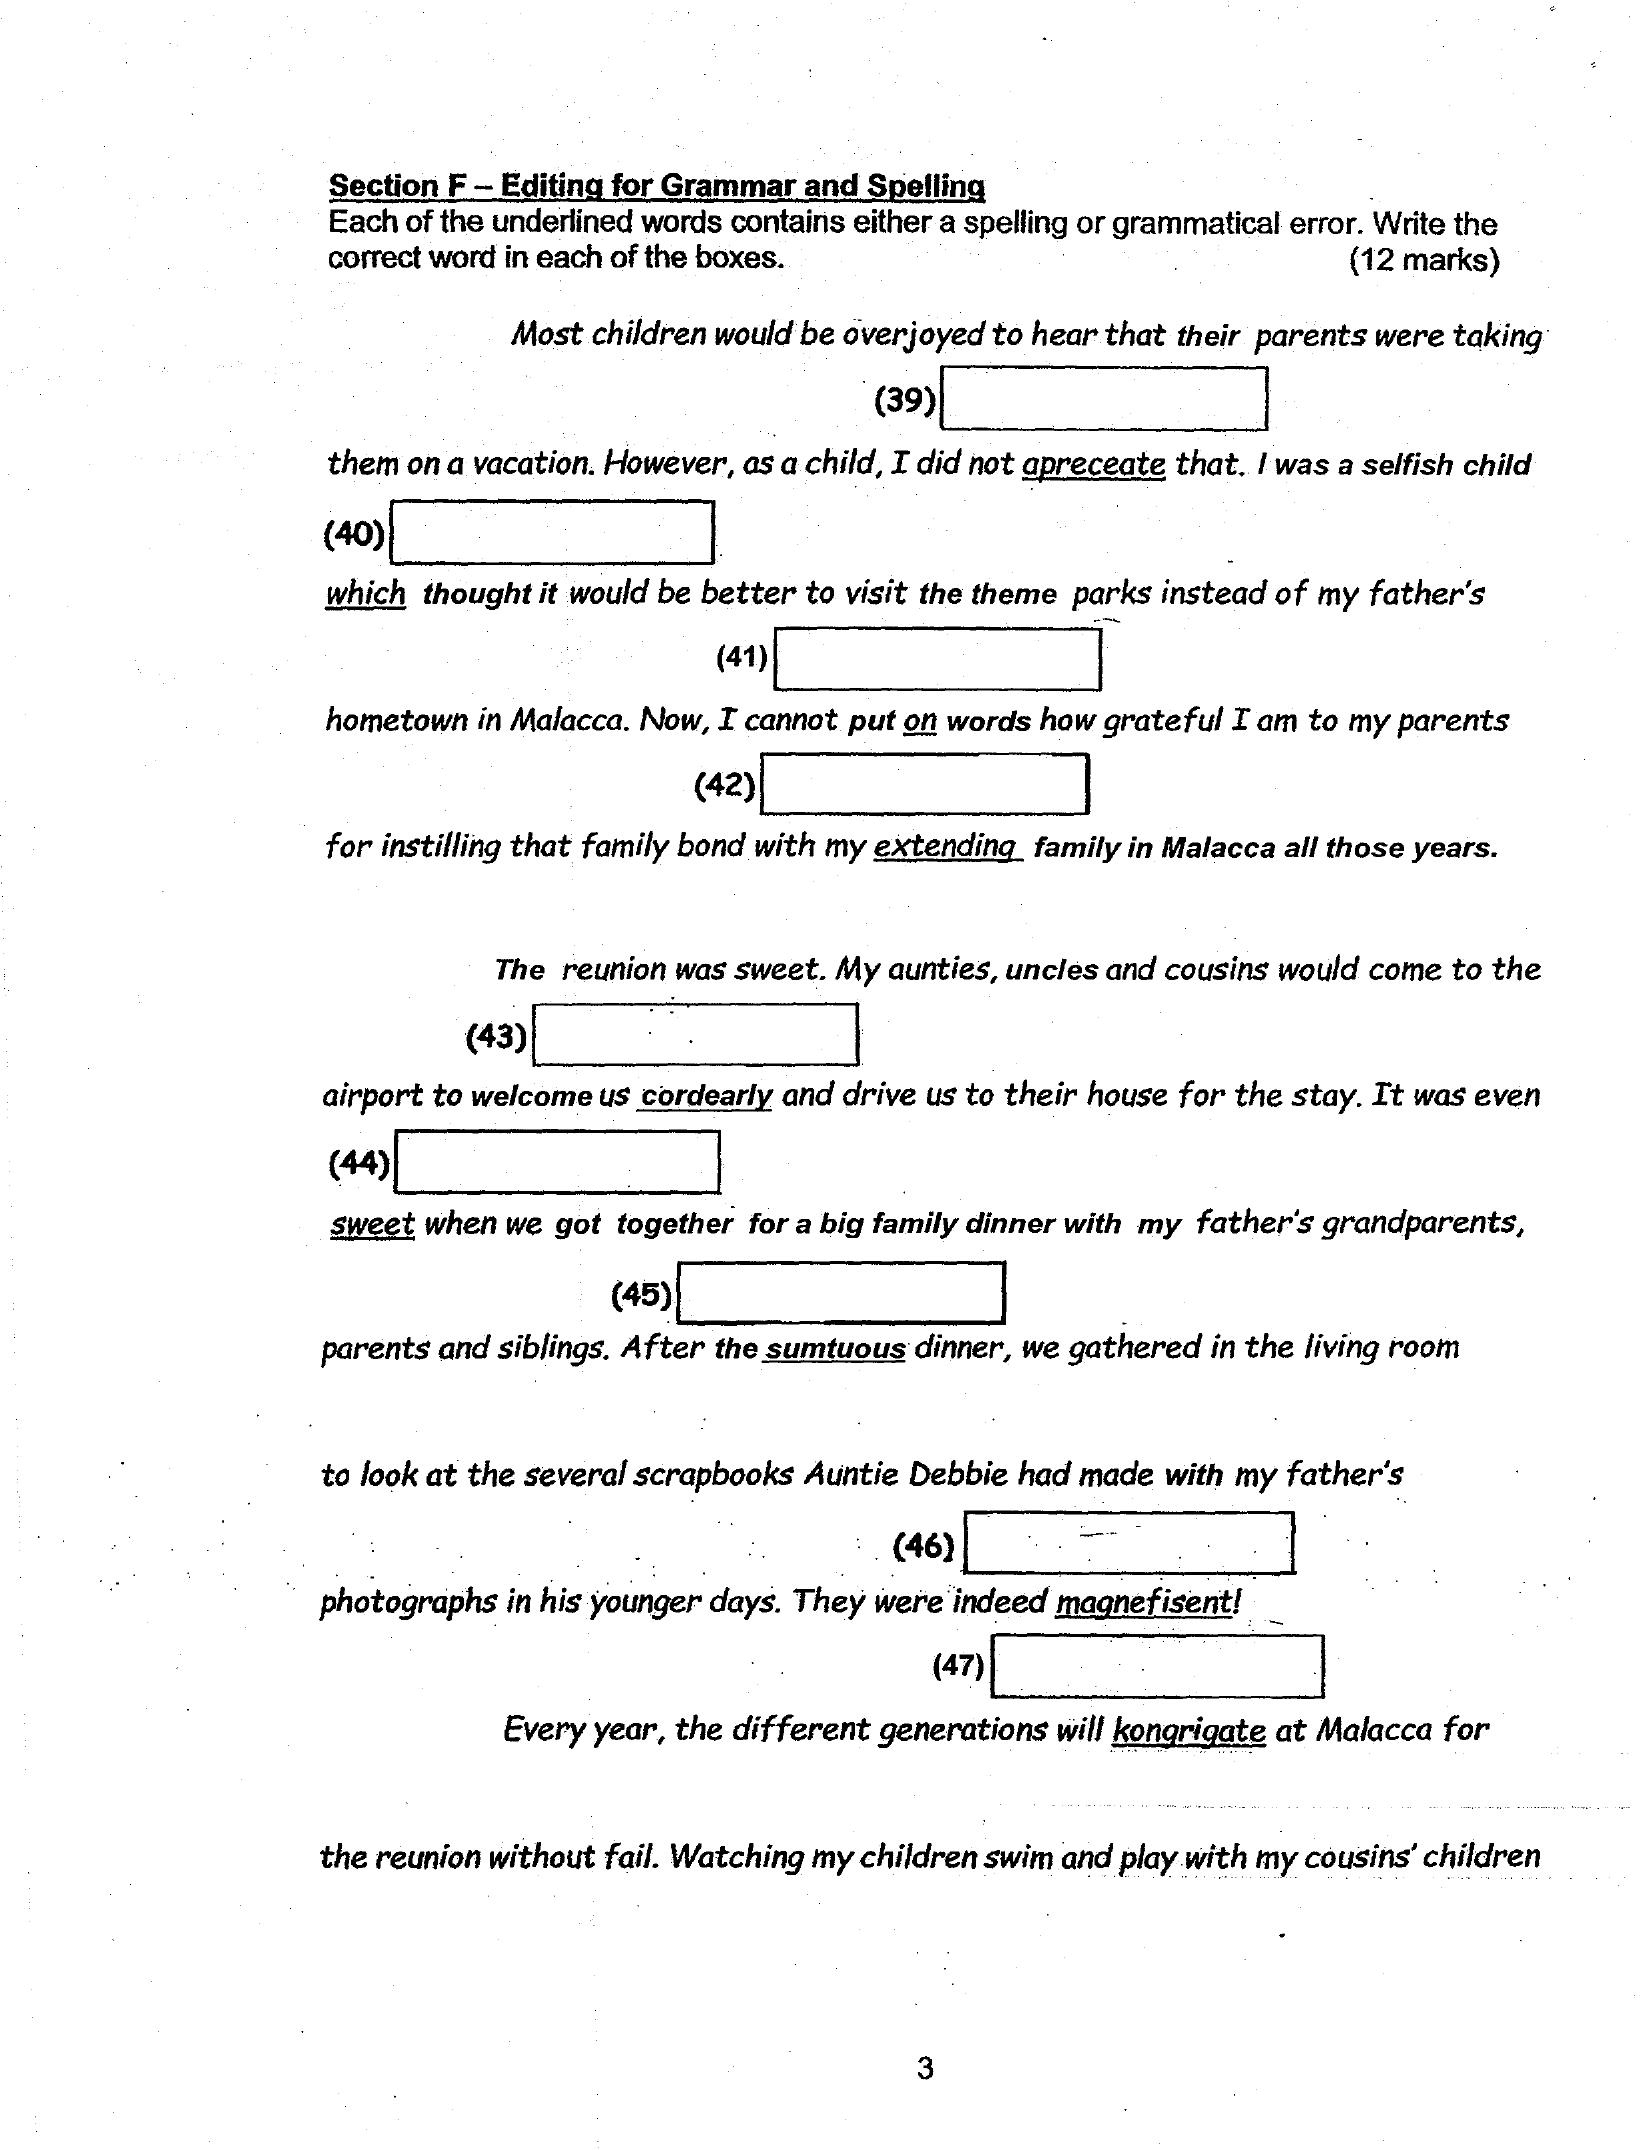 Section F – Editing for Grammar and Spelling
Each of the underlined words contains either a spelling or grammatical error. Write the
correct word in each of the boxes. (12 marks)
Most children would be overjoyed to hear that their parents were taking
(39)
them on a vacation. However, as a child, I did not apreceate that. I was a selfish child
(40)
which thought it would be better to visit the theme parks instead of my father's
(41)
hometown in Malacca. Now, I cannot put on words how grateful I am to my parents
(42)
for instilling that family bond with my extending family in Malacca all those years.
The reunion was sweet. My aunties, uncles and cousins would come to the
(43)
airport to welcome us cordearly and drive us to their house for the stay. It was even
(44)
sweet when we got together for a big family dinner with my father's grandparents,
(45)
parents and siblings. After the sumtuous dinner, we gathered in the living room
to look at the several scrapbooks Auntie Debbie had made with my father's
(46)
photographs in his younger days. They were indeed magnefisent!
(47)
Every year, the different generations will kongrigate at Malacca for
the reunion without fail. Watching my children swim and play with my cousins' children
3